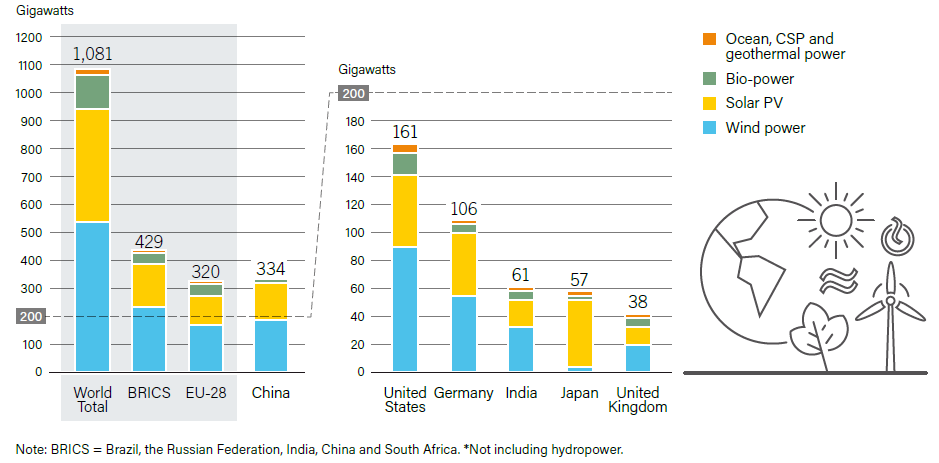 Gigawatts
1200
1100
1000
900
800
700
600
500
400
300
200
100
0
1,081
429
320
334
World
Total
BRICS
EU-28
China
Gigawatts
200
180
160
140
120
100
80
60
40
20
0
161
106
61
57
38
United
States
Germany
India
Japan
United
Kingdom
Ocean, CSP and
geothermal power
Bio-power
Solar PV
Wind power
Note: BRICS = Brazil, the Russian Federation, India, China and South Africa. *Not including hydropower.